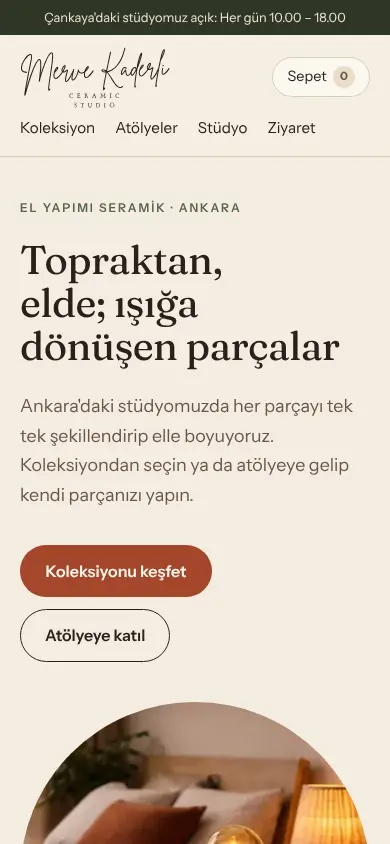 Çankaya'daki stüdyomuz açık: Her gün 10.00 – 18.00
Merve Kaderli
CERAMIC
STUDIO
Sepet 0
Koleksiyon Atölyeler Stüdyo Ziyaret
EL YAPIMI SERAMİK · ANKARA
Topraktan,
elde; ışığa
dönüşen parçalar
Ankara'daki stüdyomuzda her parçayı tek
tek şekillendirip elle boyuyoruz.
Koleksiyondan seçin ya da atölyeye gelip
kendi parçanızı yapın.
Koleksiyonu keşfet
Atölyeye katıl